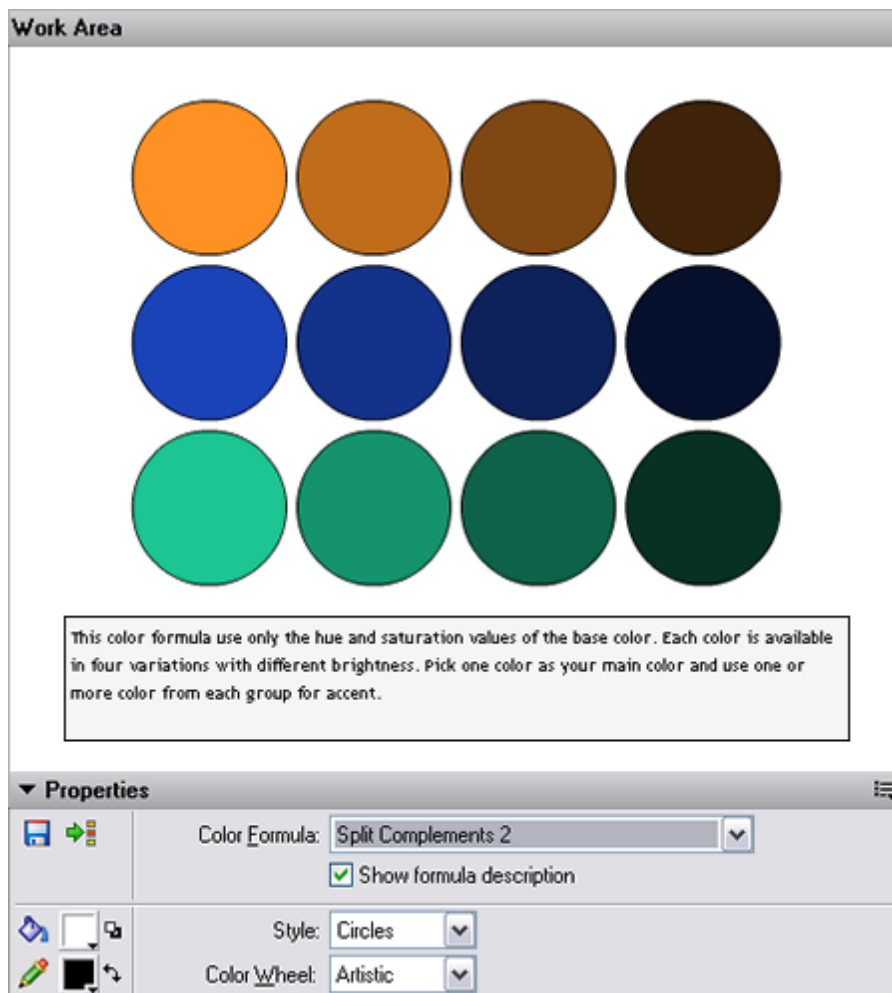 Work Area
This color formula use only the hue and saturation values of the base color. Each color is available
in four variations with different brightness. Pick one color as your main color and use one or
more color from each group for accent.
Properties
Color Formula: Split Complements 2
Show formula description
Style: Circles
Color Wheel: Artistic